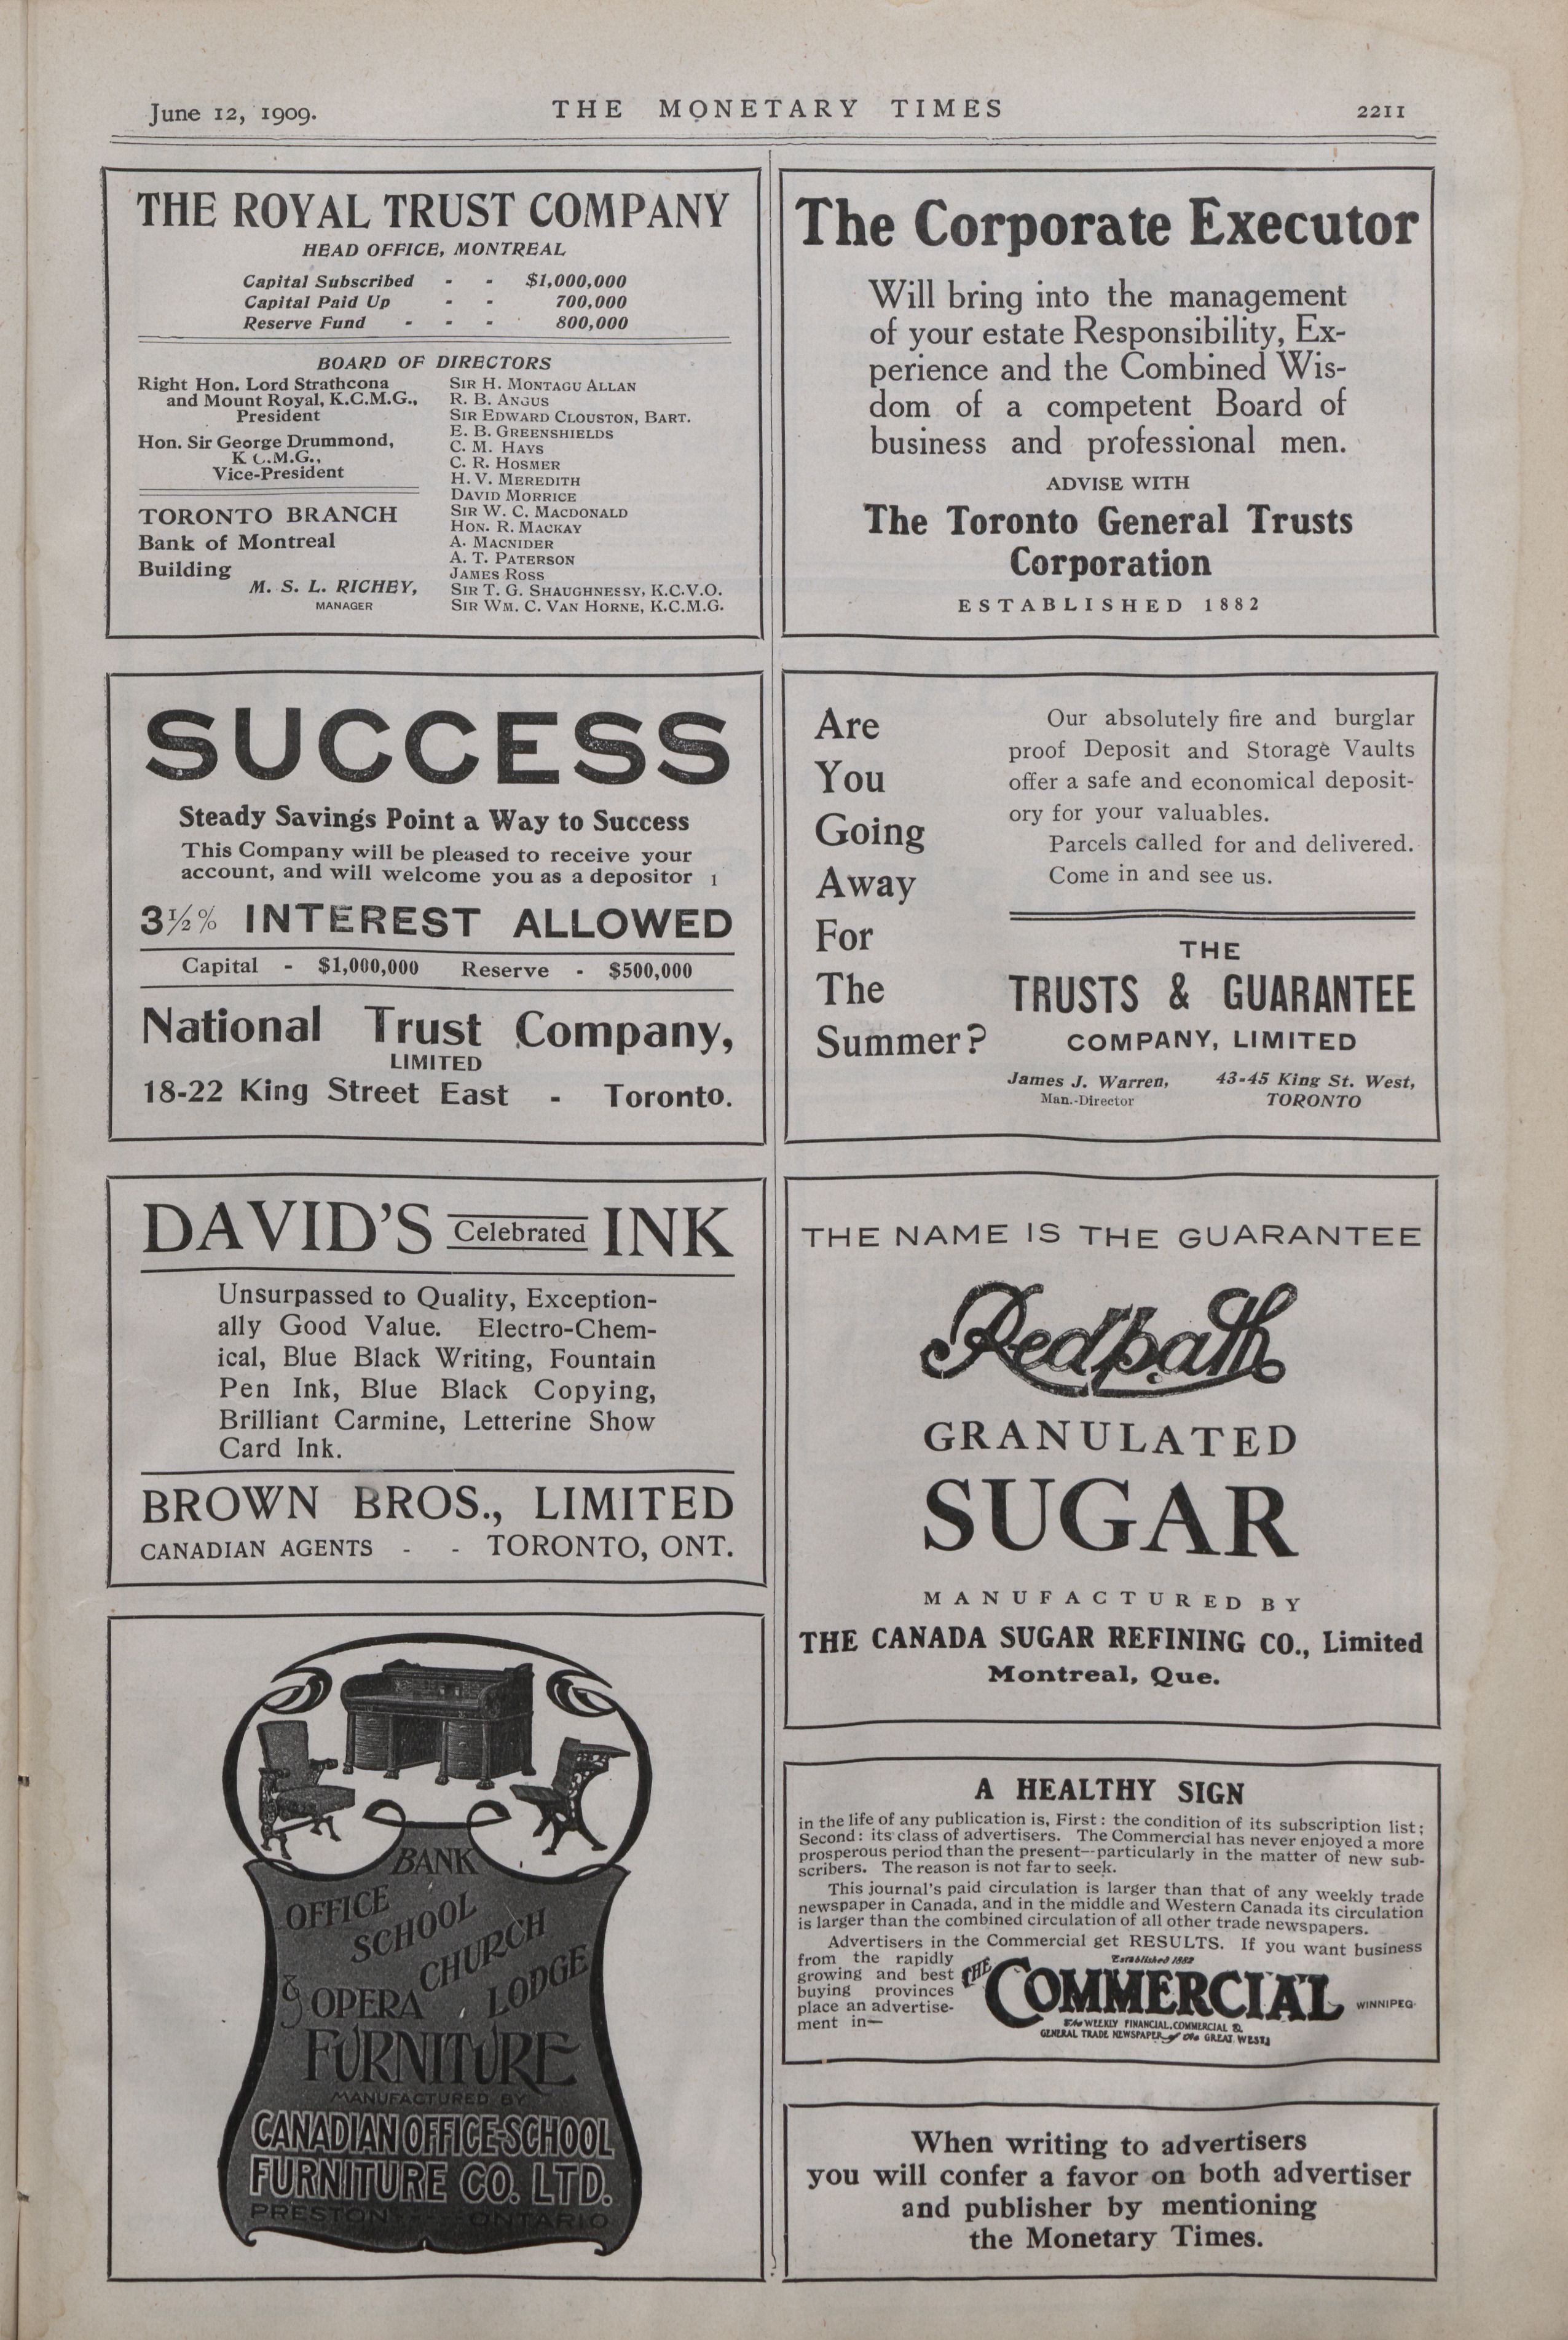 June 12, 1909.
THE MONETARY TIMES
2211
THE ROYAL TRUST COMPANY
HEAD OFFICE, MONTREAL
Capital Subscribed - - $1,000,000
Capital Paid Up - - 700,000
Reserve Fund - - - 800,000
BOARD OF DIRECTORS
Right Hon. Lord Strathcona
and Mount Royal, K.C.M.G.,
President
Hon. Sir George Drummond,
K C.M.G.,
Vice-President
TORONTO BRANCH
Bank of Montreal
Building
M. S. L. RICHEY,
MANAGER
SIR H. MONTAGU ALLAN
R. B. ANGUS
SIR EDWARD CLOUSTON, BART.
E. B. GREENSHIELDS
C. M. HAYS
C. R. HOSMER
H. V. MEREDITH
DAVID MORRICE
SIR W. C. MACDONALD
HON. R. MACKAY
A. MACNIDER
A. T. PATERSON
JAMES ROSS
SIR T. G. SHAUGHNESSY, K.C.V.O.
SIR WM. C. VAN HORNE, K.C.M.G.
SUCCESS
Steady Savings Point a Way to Success
This Company will be pleased to receive your
account, and will welcome you as a depositor 1
3½% INTEREST ALLOWED
Capital - $1,000,000 Reserve - $500,000
National Trust Company,
LIMITED
18-22 King Street East - Toronto.
DAVID'S Celebrated INK
Unsurpassed to Quality, Exception-
ally Good Value. Electro-Chem-
ical, Blue Black Writing, Fountain
Pen Ink, Blue Black Copying,
Brilliant Carmine, Letterine Show
Card Ink.
BROWN BROS., LIMITED
CANADIAN AGENTS - - TORONTO, ONT.
BANK
OFFICE
SCHOOL
CHURCH
LODGE
& OPERA
FURNITURE
MANUFACTURED BY
CANADIAN OFFICE-SCHOOL
FURNITURE CO. LTD.
PRESTON ONTARIO
The Corporate Executor
Will bring into the management
of your estate Responsibility, Ex-
perience and the Combined Wis-
dom of a competent Board of
business and professional men.
ADVISE WITH
The Toronto General Trusts
Corporation
ESTABLISHED 1882
Are
You
Going
Away
For
The
Summer?
Our absolutely fire and burglar
proof Deposit and Storage Vaults
offer a safe and economical deposit-
ory for your valuables.
Parcels called for and delivered.
Come in and see us.
THE
TRUSTS & GUARANTEE
COMPANY, LIMITED
James J. Warren, 43-45 King St. West,
Man.-Director TORONTO
THE NAME IS THE GUARANTEE
Redpath
GRANULATED
SUGAR
MANUFACTURED BY
THE CANADA SUGAR REFINING CO., Limited
Montreal, Que.
A HEALTHY SIGN
in the life of any publication is, First: the condition of its subscription list;
Second: its class of advertisers. The Commercial has never enjoyed a more
prosperous period than the present—particularly in the matter of new sub-
scribers. The reason is not far to seek.
This journal's paid circulation is larger than that of any weekly trade
newspaper in Canada, and in the middle and Western Canada its circulation
is larger than the combined circulation of all other trade newspapers.
Advertisers in the Commercial get RESULTS. If you want business
from the rapidly
growing and best
buying provinces
place an advertise-
ment in—
Established 1882
THE COMMERCIAL WINNIPEG
The WEEKLY FINANCIAL, COMMERCIAL &
GENERAL TRADE NEWSPAPER of the GREAT WEST
When writing to advertisers
you will confer a favor on both advertiser
and publisher by mentioning
the Monetary Times.